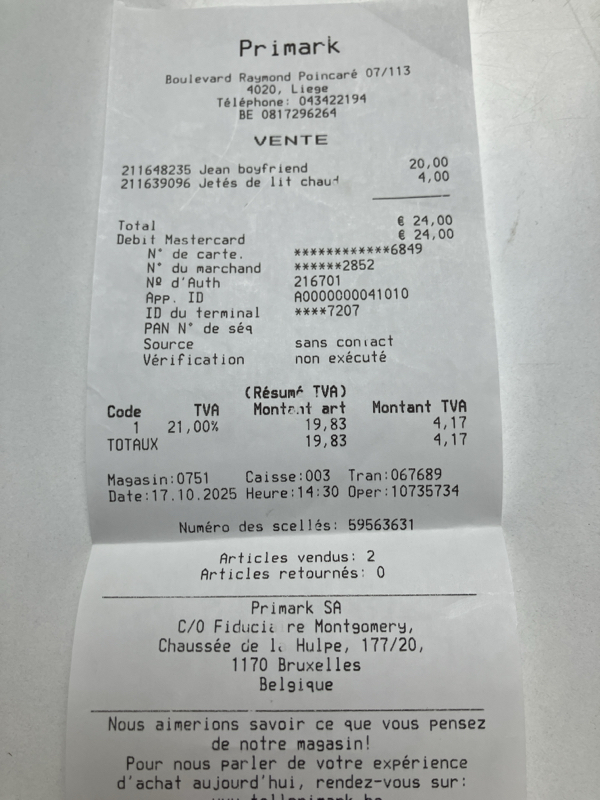 Primark
Boulevard Raymond Poincaré 07/113
4020, Liege
Téléphone: 043422194
BE 0817296264
VENTE
211648235 Jean boyfriend 20,00
211639096 Jetés de lit chaud 4,00
Total € 24,00
Debit Mastercard € 24,00
N° de carte. ************6849
N° du marchand ******2852
Nº d'Auth 216701
App. ID A0000000041010
ID du terminal ****7207
PAN N° de séq
Source sans contact
Vérification non exécuté
(Résumé TVA)
Code TVA Montant art Montant TVA
1 21,00% 19,83 4,17
TOTAUX 19,83 4,17
Magasin:0751 Caisse:003 Tran:067689
Date:17.10.2025 Heure:14:30 Oper:10735734
Numéro des scellés: 59563631
Articles vendus: 2
Articles retournés: 0
Primark SA
C/O Fiduciaire Montgomery,
Chaussée de la Hulpe, 177/20,
1170 Bruxelles
Belgique
Nous aimerions savoir ce que vous pensez
de notre magasin!
Pour nous parler de votre expérience
d'achat aujourd'hui, rendez-vous sur: